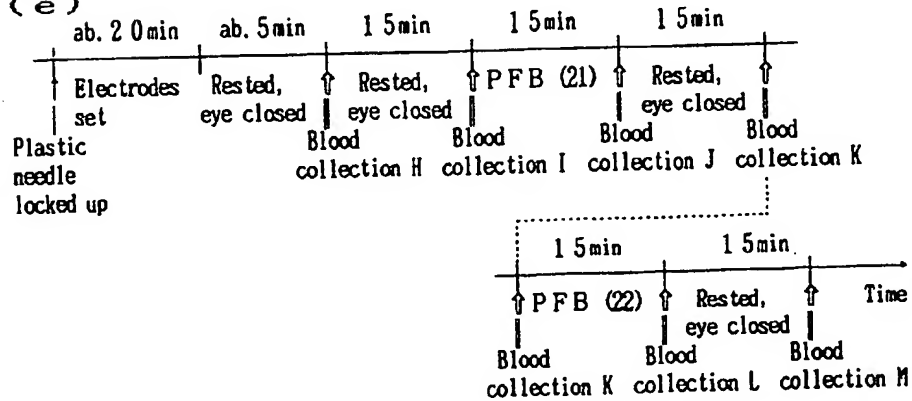 (e)
ab. 20min ab. 5min 15min 15min 15min
Electrodes set
Rested, eye closed
Rested, eye closed
PFB (21)
Rested, eye closed
Plastic needle locked up
Blood collection H
Blood collection I
Blood collection J
Blood collection K
15min 15min
PFB (22)
Rested, eye closed
Time
Blood collection K
Blood collection L
Blood collection M